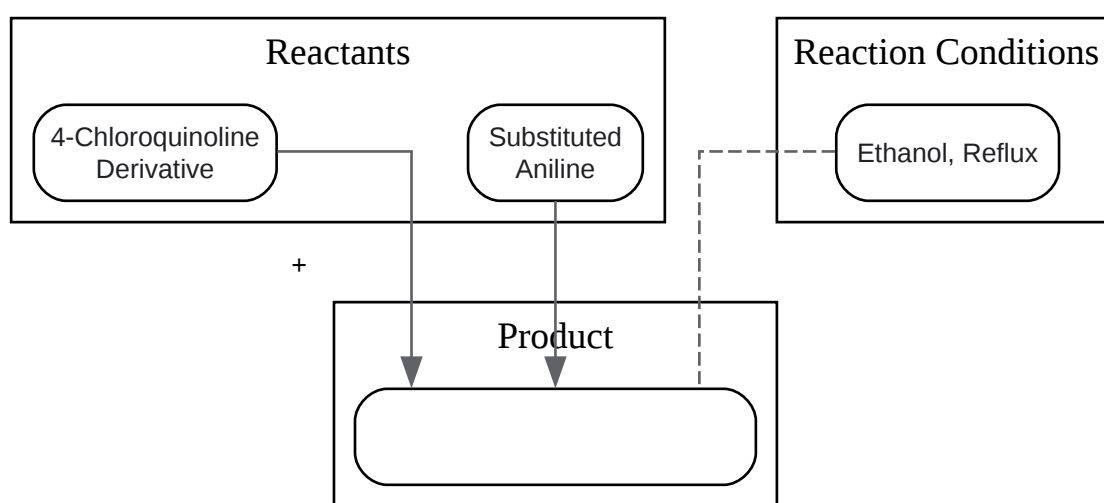 Reactants
Reaction Conditions
4-Chloroquinoline
Derivative
Substituted
Aniline
Ethanol, Reflux
+
Product